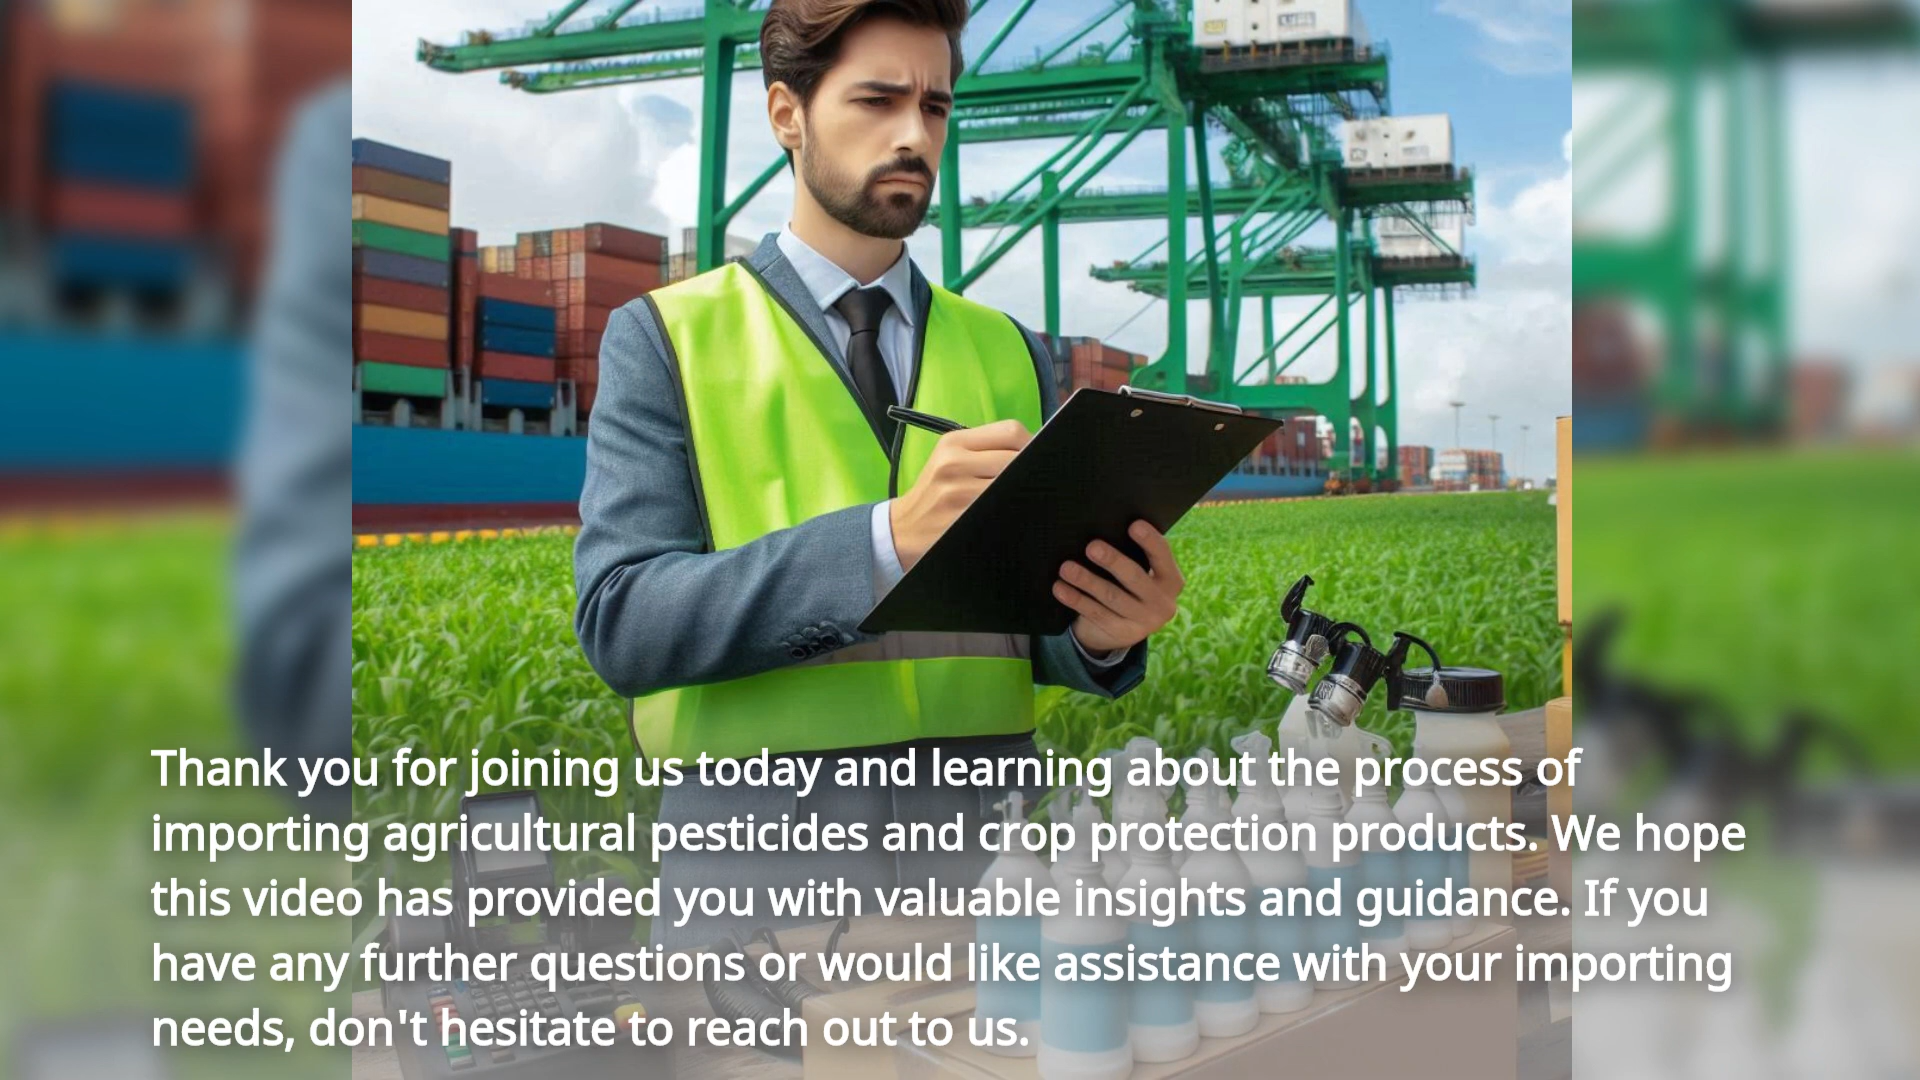 Thank you for joining us today and learning about the process of
importing agricultural pesticides and crop protection products. We hope
this video has provided you with valuable insights and guidance. If you
have any further questions or would like assistance with your importing
needs, don't hesitate to reach out to us.